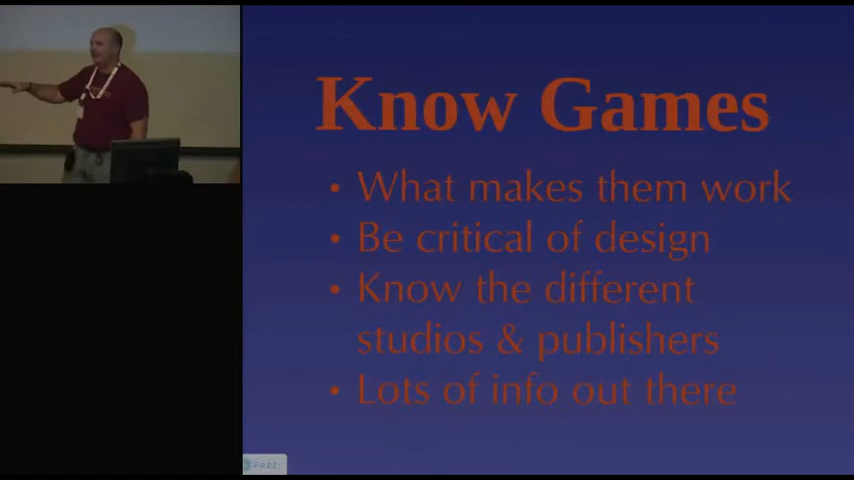 Know Games
• What makes them work
• Be critical of design
• Know the different
studios & publishers
• Lots of info out there
Prezi